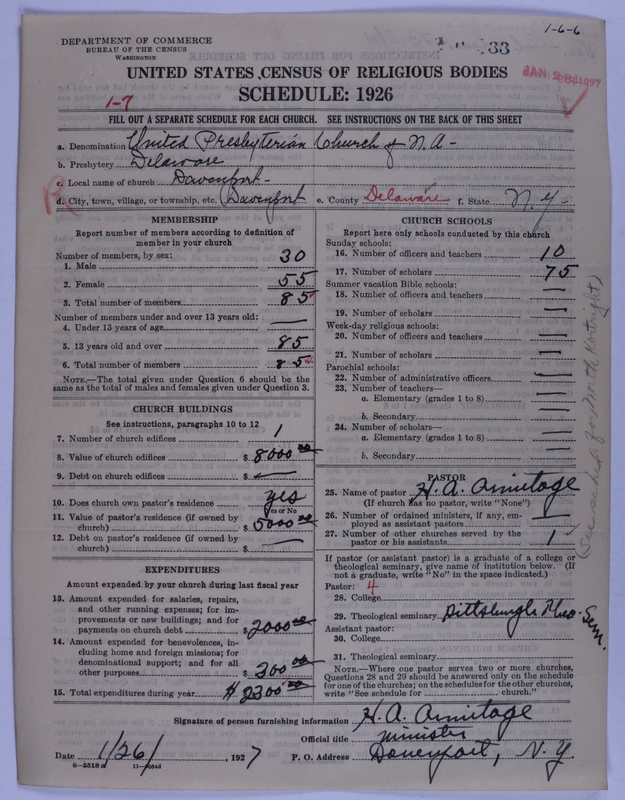 1-6-6
DEPARTMENT OF COMMERCE
BUREAU OF THE CENSUS
WASHINGTON
33
JAN 28 1927
UNITED STATES CENSUS OF RELIGIOUS BODIES
SCHEDULE: 1926
1-7
FILL OUT A SEPARATE SCHEDULE FOR EACH CHURCH. SEE INSTRUCTIONS ON THE BACK OF THIS SHEET
a. Denomination United Presbyterian Church of N.A-
b. Presbytery Delaware
c. Local name of church Davenport-
d. City, town, village, or township, etc. Davenport e. County Delaware f. State N.Y-
R
MEMBERSHIP
Report number of members according to definition of
member in your church
Number of members, by sex:
1. Male 30
2. Female 55
3. Total number of members 85
Number of members under and over 13 years old:
4. Under 13 years of age —
5. 13 years old and over 85
6. Total number of members 85
NOTE.—The total given under Question 6 should be the
same as the total of males and females given under Question 3.
CHURCH BUILDINGS
See instructions, paragraphs 10 to 12
7. Number of church edifices 1
8. Value of church edifices $ 8000 00
9. Debt on church edifices $ —
10. Does church own pastor's residence yes
Yes or No
11. Value of pastor's residence (if owned by
church) $ 5000 00
12. Debt on pastor's residence (if owned by
church) $ —
EXPENDITURES
Amount expended by your church during last fiscal year
13. Amount expended for salaries, repairs,
and other running expenses; for im-
provements or new buildings; and for
payments on church debt $ 2000 00
14. Amount expended for benevolences, in-
cluding home and foreign missions; for
denominational support; and for all
other purposes $ 300 00
15. Total expenditures during year $ 2300 00
CHURCH SCHOOLS
Report here only schools conducted by this church
Sunday schools:
16. Number of officers and teachers 10
17. Number of scholars 75
Summer vacation Bible schools:
18. Number of officers and teachers —
19. Number of scholars —
Week-day religious schools:
20. Number of officers and teachers —
21. Number of scholars —
Parochial schools:
22. Number of administrative officers —
23. Number of teachers—
a. Elementary (grades 1 to 8) —
b. Secondary —
24. Number of scholars—
a. Elementary (grades 1 to 8) —
b. Secondary —
PASTOR
25. Name of pastor H. A. Armitage
(If church has no pastor, write "None")
26. Number of ordained ministers, if any, em-
ployed as assistant pastors —
27. Number of other churches served by the
pastor or his assistants 1
If pastor (or assistant pastor) is a graduate of a college or
theological seminary, give name of institution below. (If
not a graduate, write "No" in the space indicated.)
Pastor: 4
28. College
29. Theological seminary Pittsburgh Theo. Sem.
Assistant pastor:
30. College
31. Theological seminary
NOTE.—Where one pastor serves two or more churches,
Questions 28 and 29 should be answered only on the schedule
for one of the churches; on the schedules for the other churches,
write "See schedule for church."
(See sched for North Kortright)
Signature of person furnishing information H. A. Armitage
Official title minister
Date 1/26/, 1927 P. O. Address Davenport, N.Y.